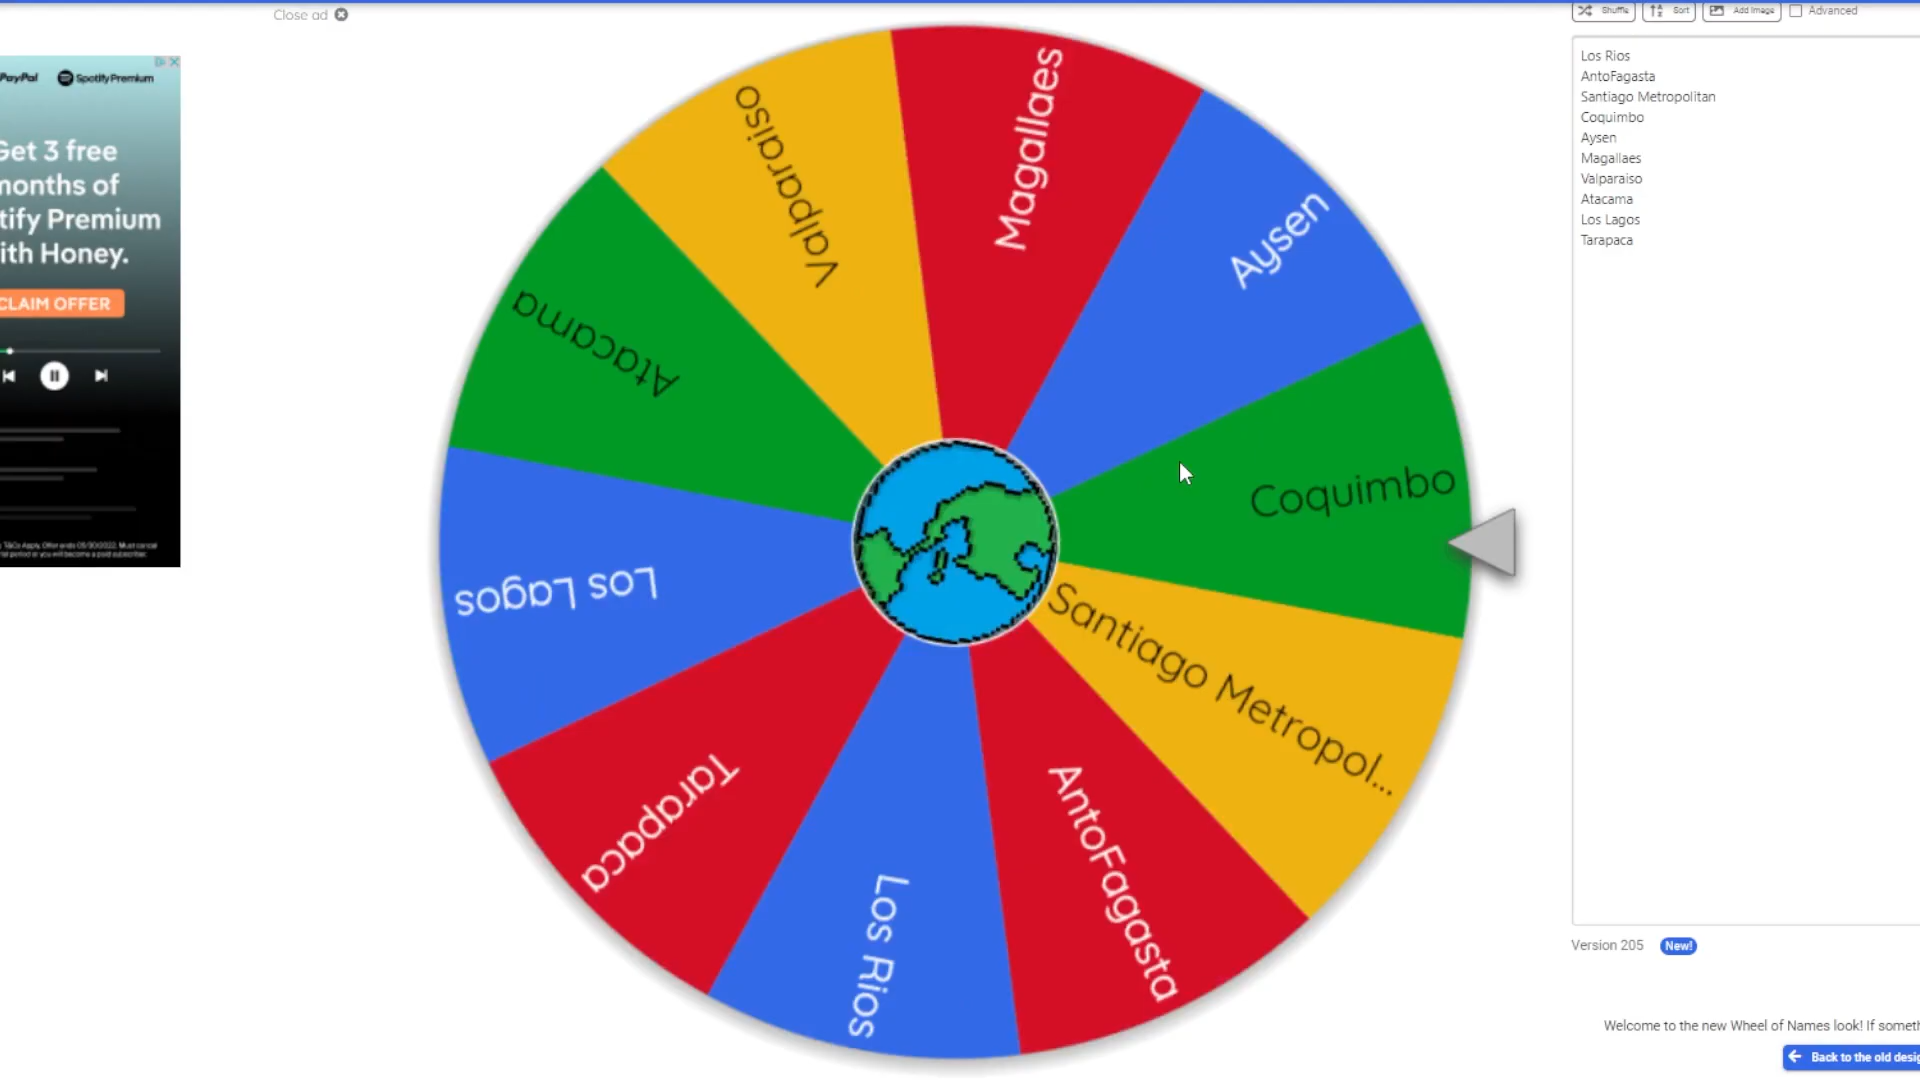 Close ad
Shuffle
Sort
Add image
Advanced
PayPal
Spotify Premium
Get 3 free
months of
tify Premium
ith Honey.
CLAIM OFFER
Valparaiso
Magallaes
Aysen
Coquimbo
Santiago Metropol...
AntoFagasta
Los Rios
Tarapaca
Los Lagos
Atacama
Los Rios
AntoFagasta
Santiago Metropolitan
Coquimbo
Aysen
Magallaes
Valparaiso
Atacama
Los Lagos
Tarapaca
Version 205
New!
Welcome to the new Wheel of Names look! If someth
Back to the old desig